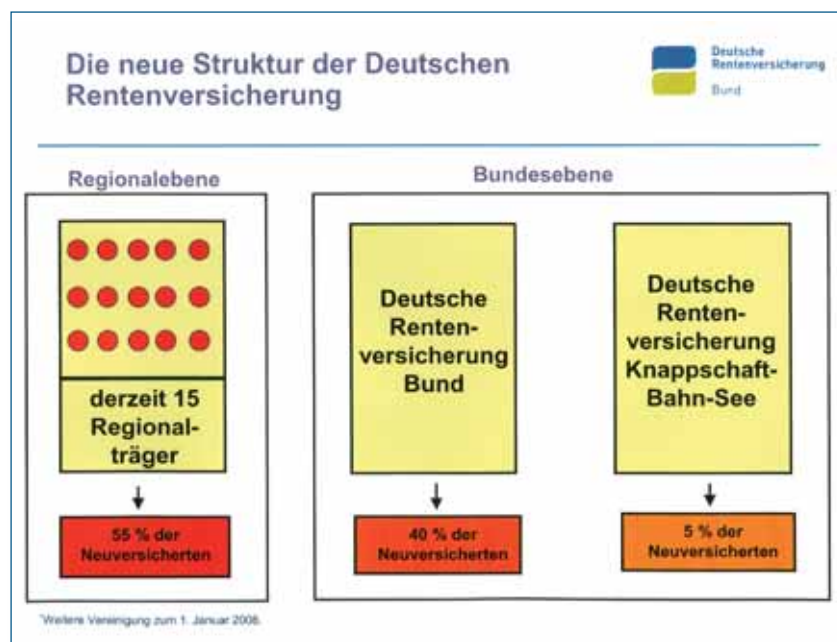 Die neue Struktur der Deutschen
Rentenversicherung
Deutsche
Rentenversicherung
Bund
Regionalebene
derzeit 15
Regional-
träger
55 % der
Neuversicherten
Bundesebene
Deutsche
Renten-
versicherung
Bund
40 % der
Neuversicherten
Deutsche
Renten-
versicherung
Knappschaft-
Bahn-See
5 % der
Neuversicherten
*Weitere Vereinigung zum 1. Januar 2008.